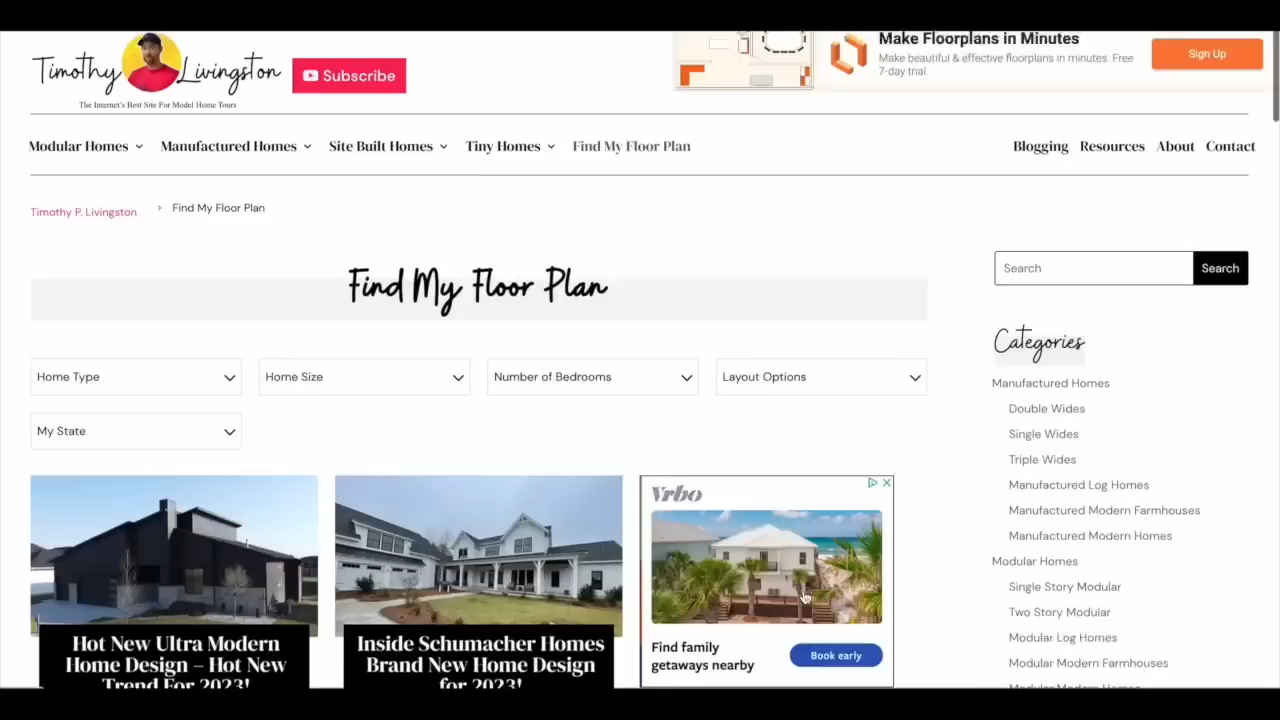 Timothy Livingston
The Internet's Best Site For Model Home Tours
Subscribe
Make Floorplans in Minutes
Make beautiful & effective floorplans in minutes. Free
7-day trial.
Sign Up
Modular Homes
Manufactured Homes
Site Built Homes
Tiny Homes
Find My Floor Plan
Blogging
Resources
About
Contact
Timothy P. Livingston
Find My Floor Plan
Find My Floor Plan
Search
Search
Home Type
Home Size
Number of Bedrooms
Layout Options
My State
Categories
Manufactured Homes
Double Wides
Single Wides
Triple Wides
Manufactured Log Homes
Manufactured Modern Farmhouses
Manufactured Modern Homes
Modular Homes
Single Story Modular
Two Story Modular
Modular Log Homes
Modular Modern Farmhouses
Modular Modern Homes
Hot New Ultra Modern
Home Design – Hot New
Trend For 2023!
Inside Schumacher Homes
Brand New Home Design
for 2023!
Vrbo
Find family
getaways nearby
Book early